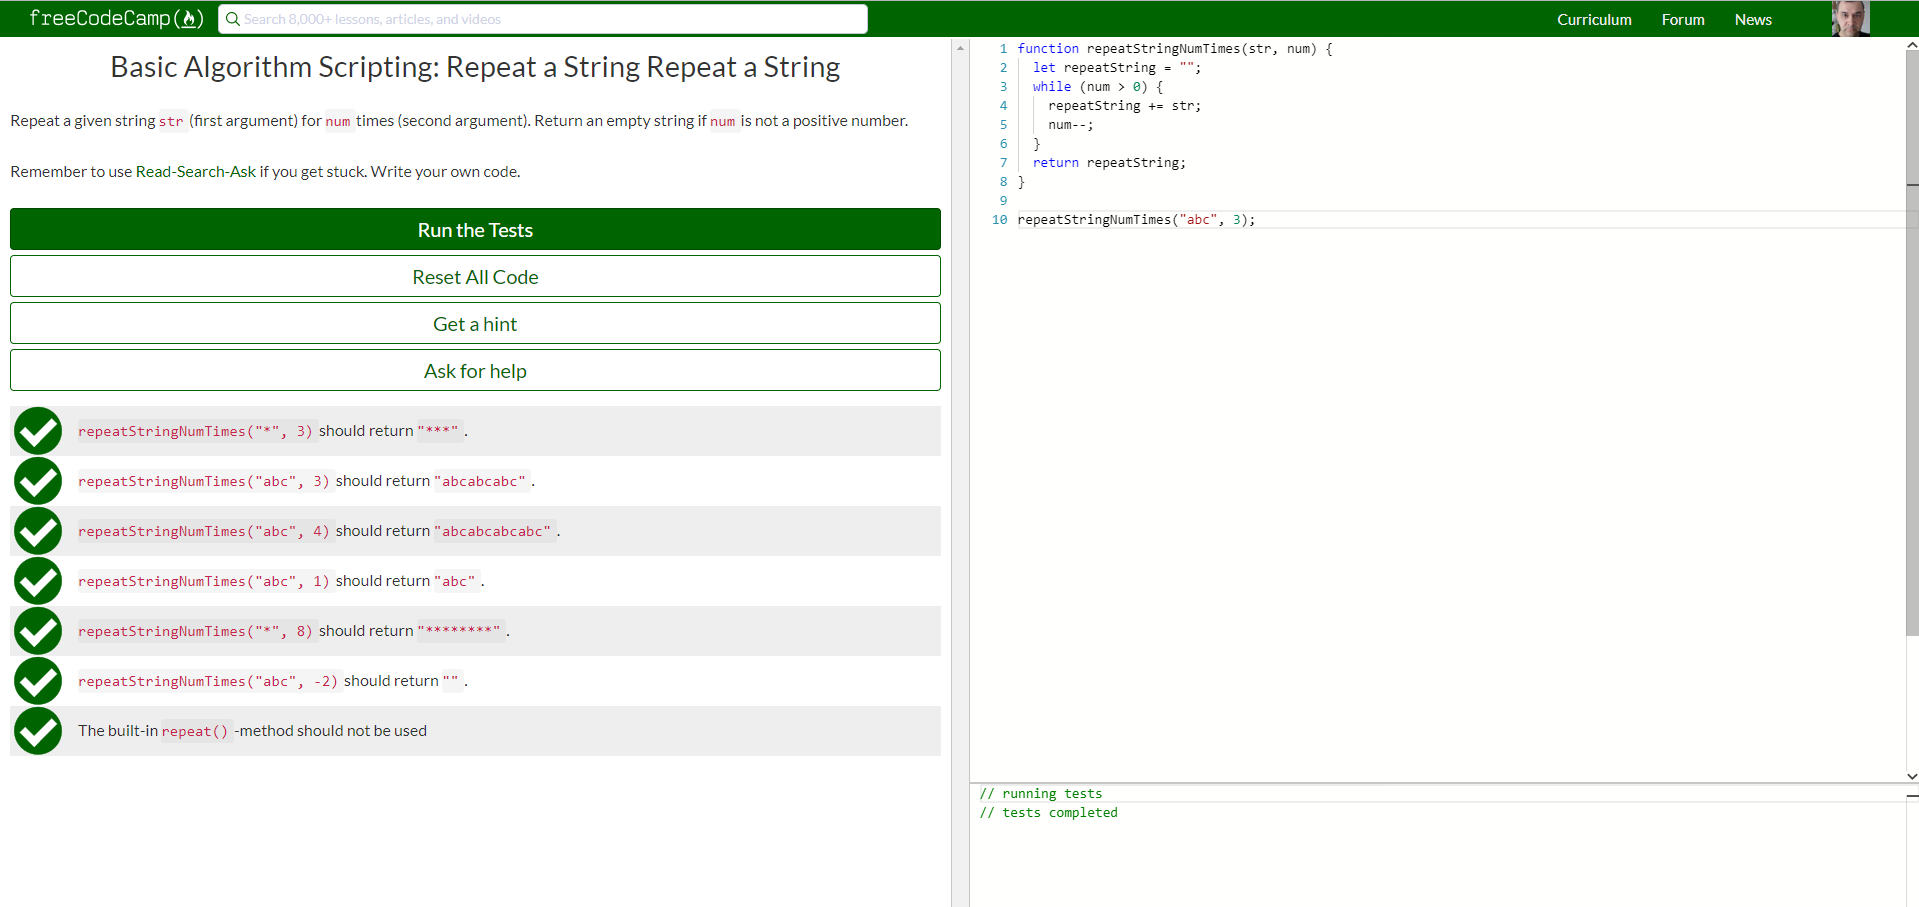 freeCodeCamp(🔥)
Search 8,000+ lessons, articles, and videos
Curriculum Forum News
Basic Algorithm Scripting: Repeat a String Repeat a String
Repeat a given string str (first argument) for num times (second argument). Return an empty string if num is not a positive number.
Remember to use Read-Search-Ask if you get stuck. Write your own code.
Run the Tests
Reset All Code
Get a hint
Ask for help
repeatStringNumTimes("*", 3) should return "***".
repeatStringNumTimes("abc", 3) should return "abcabcabc".
repeatStringNumTimes("abc", 4) should return "abcabcabcabc".
repeatStringNumTimes("abc", 1) should return "abc".
repeatStringNumTimes("*", 8) should return "********".
repeatStringNumTimes("abc", -2) should return "".
The built-in repeat()-method should not be used
1 function repeatStringNumTimes(str, num) {
2   let repeatString = "";
3   while (num > 0) {
4     repeatString += str;
5     num--;
6   }
7   return repeatString;
8 }
9
10 repeatStringNumTimes("abc", 3);
// running tests
// tests completed